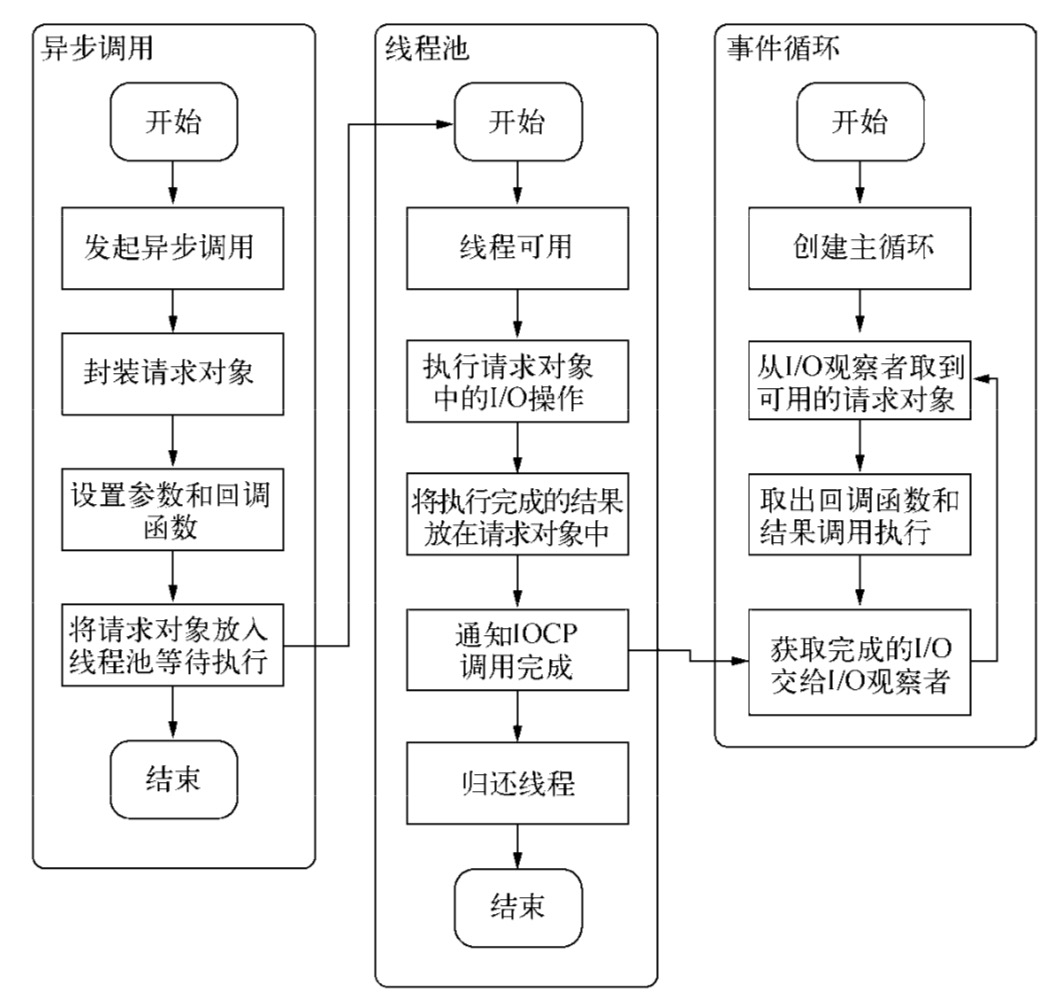 异步调用
开始
发起异步调用
封装请求对象
设置参数和回调
函数
将请求对象放入
线程池等待执行
结束
线程池
开始
线程可用
执行请求对象
中的I/O操作
将执行完成的结果
放在请求对象中
通知IOCP
调用完成
归还线程
结束
事件循环
开始
创建主循环
从I/O观察者取到
可用的请求对象
取出回调函数和
结果调用执行
获取完成的I/O
交给I/O观察者